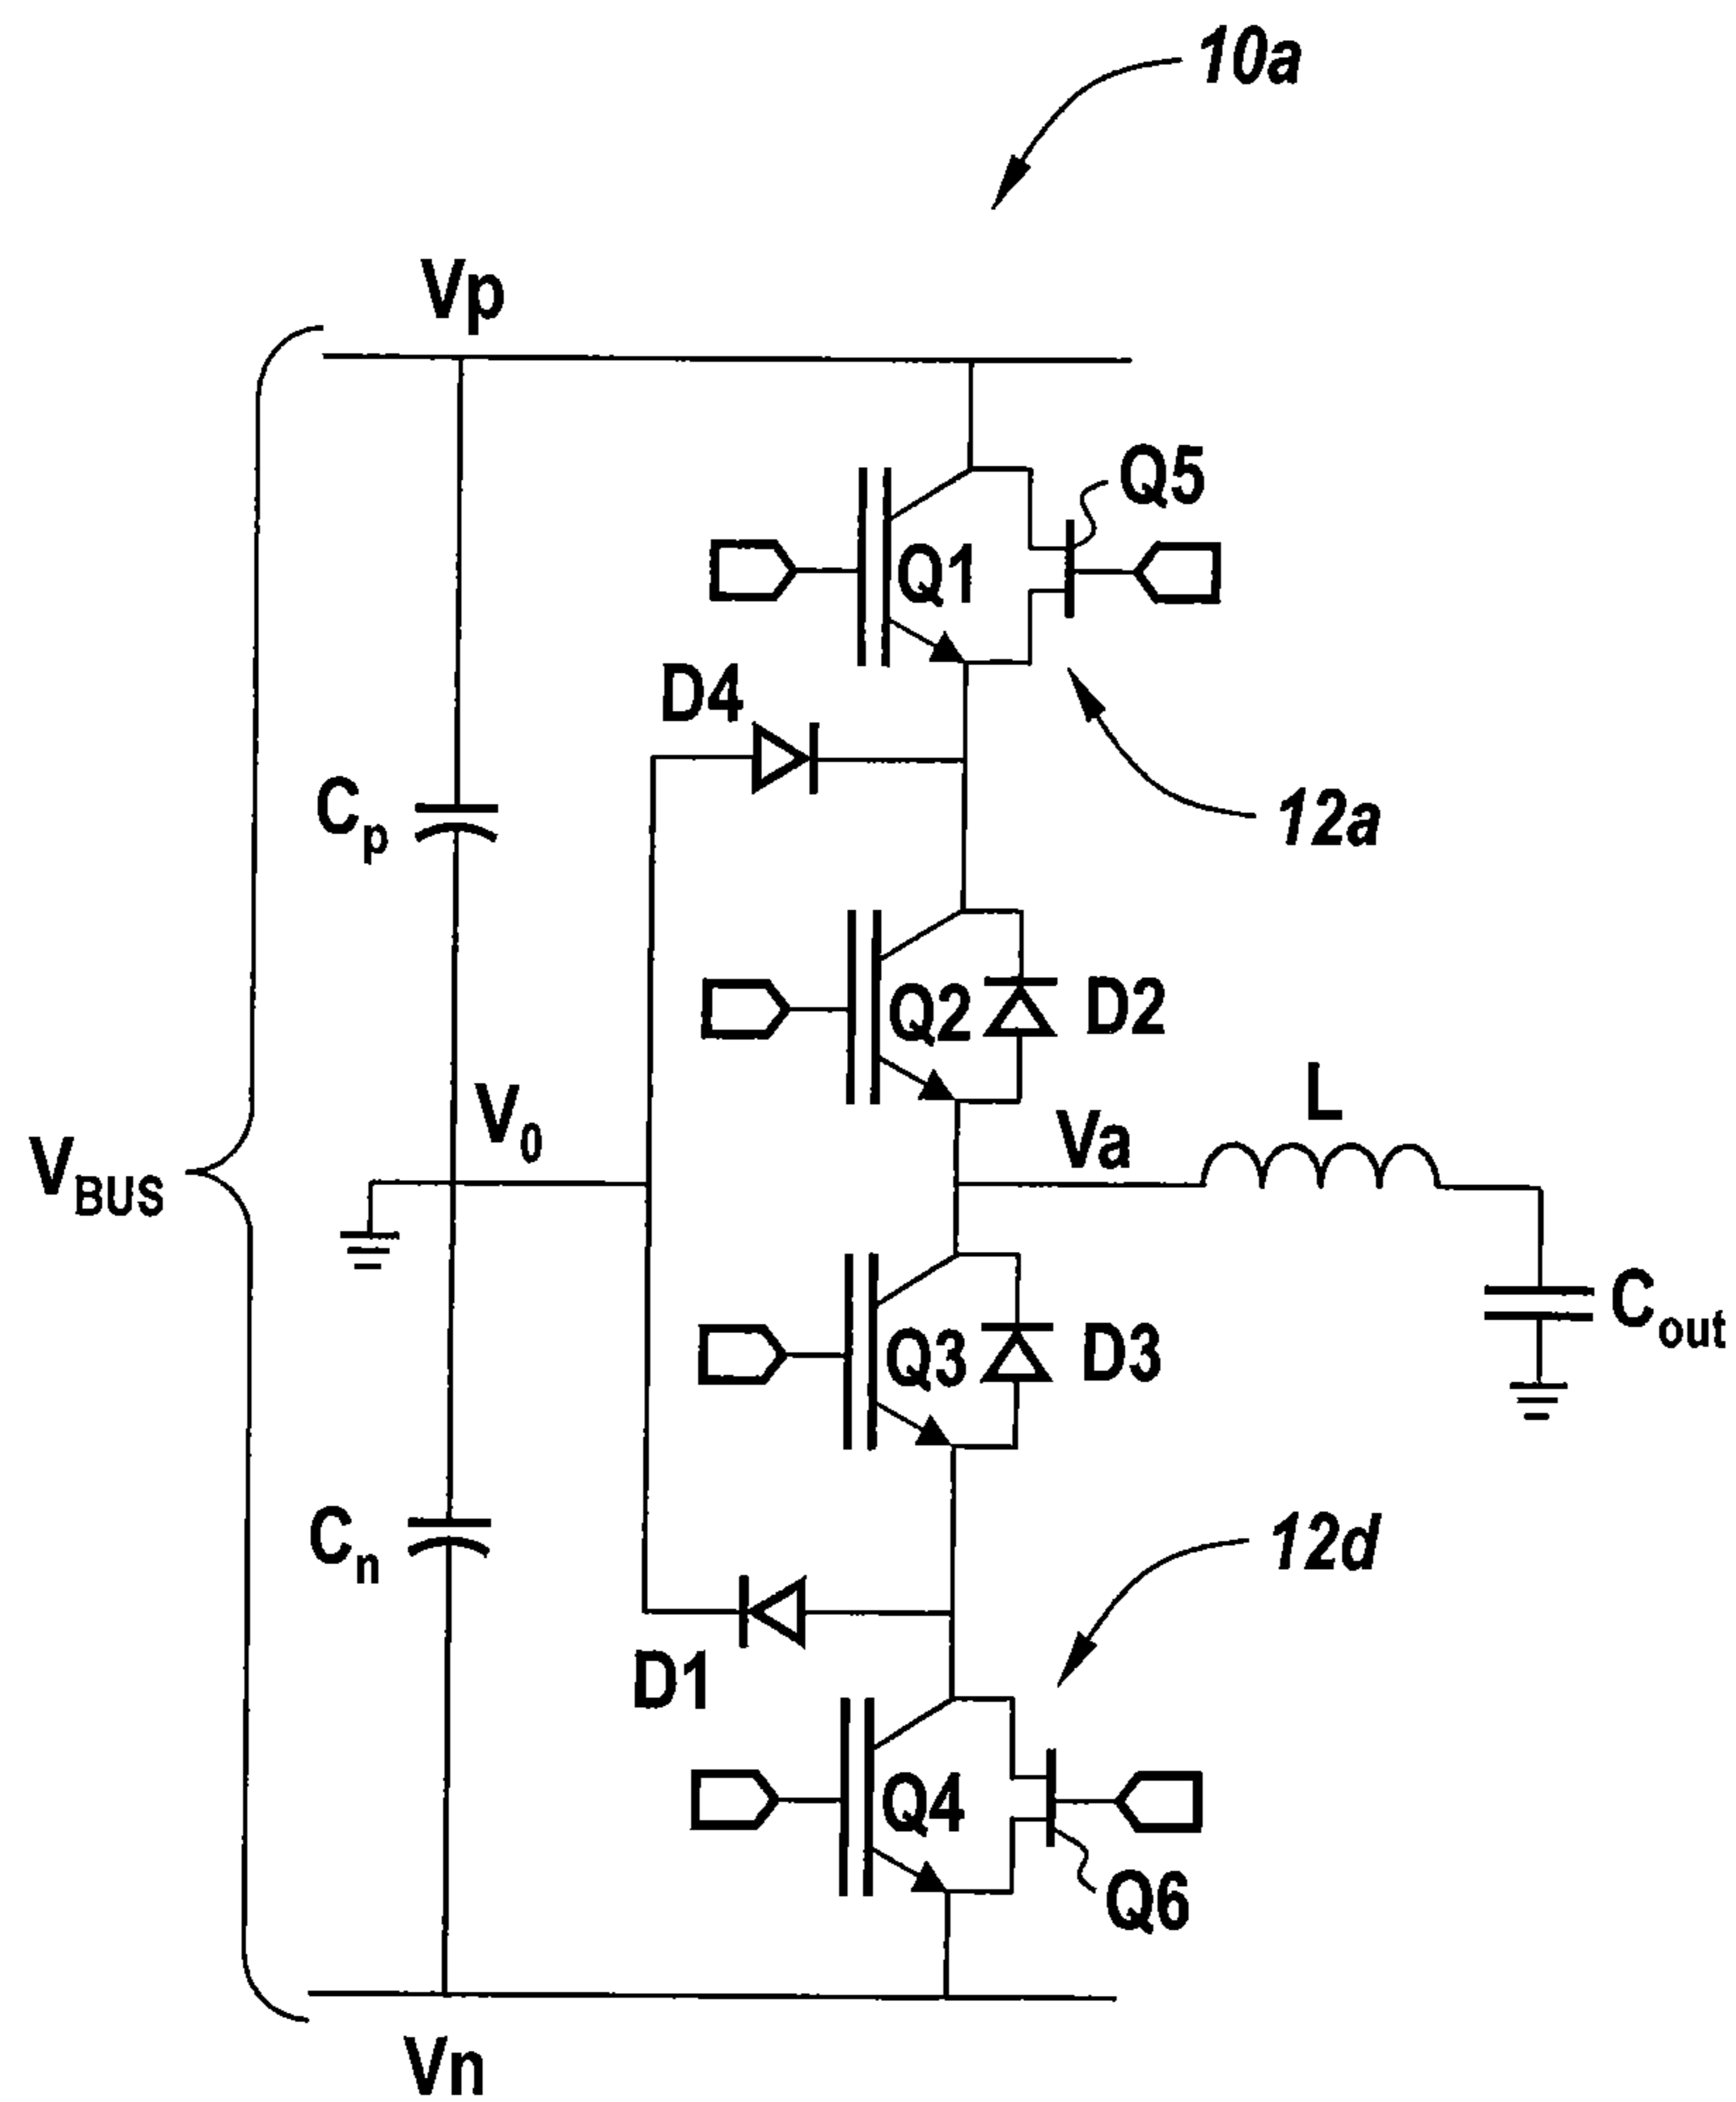 10a
Vp
Q5
Q1
D4
Cp
12a
Q2
D2
V0
Va
L
VBUS
Q3
D3
Cout
Cn
12d
D1
Q4
Q6
Vn